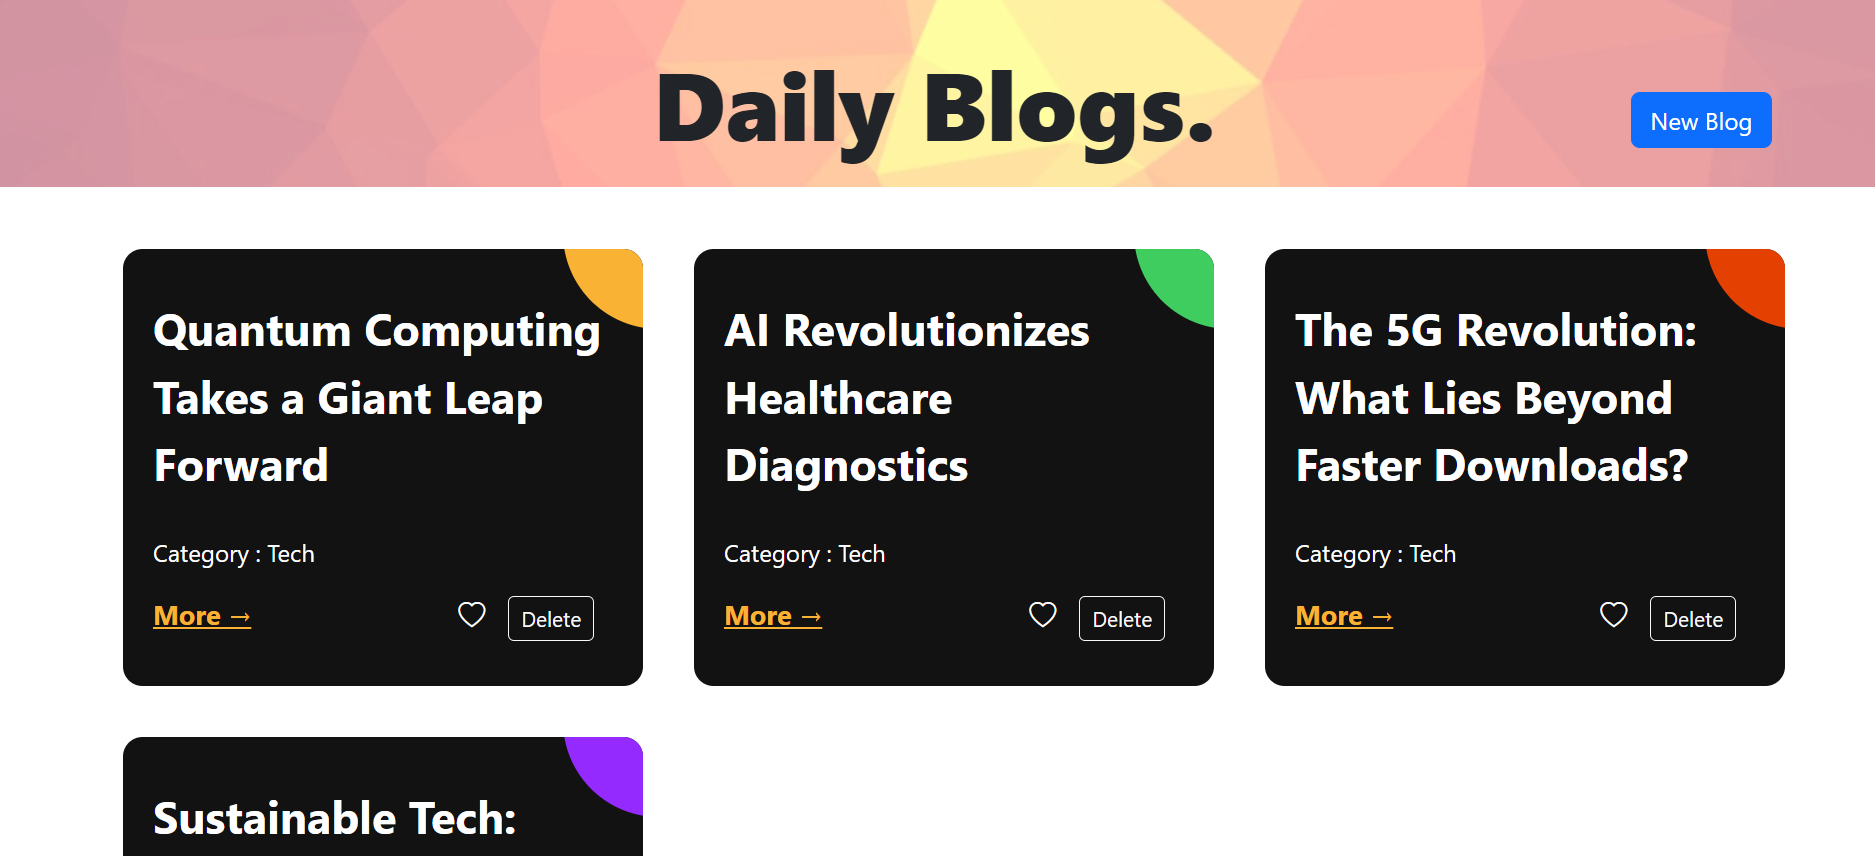 Daily Blogs.
New Blog
Quantum Computing
Takes a Giant Leap
Forward
Category : Tech
More →
Delete
AI Revolutionizes
Healthcare
Diagnostics
Category : Tech
More →
Delete
The 5G Revolution:
What Lies Beyond
Faster Downloads?
Category : Tech
More →
Delete
Sustainable Tech: